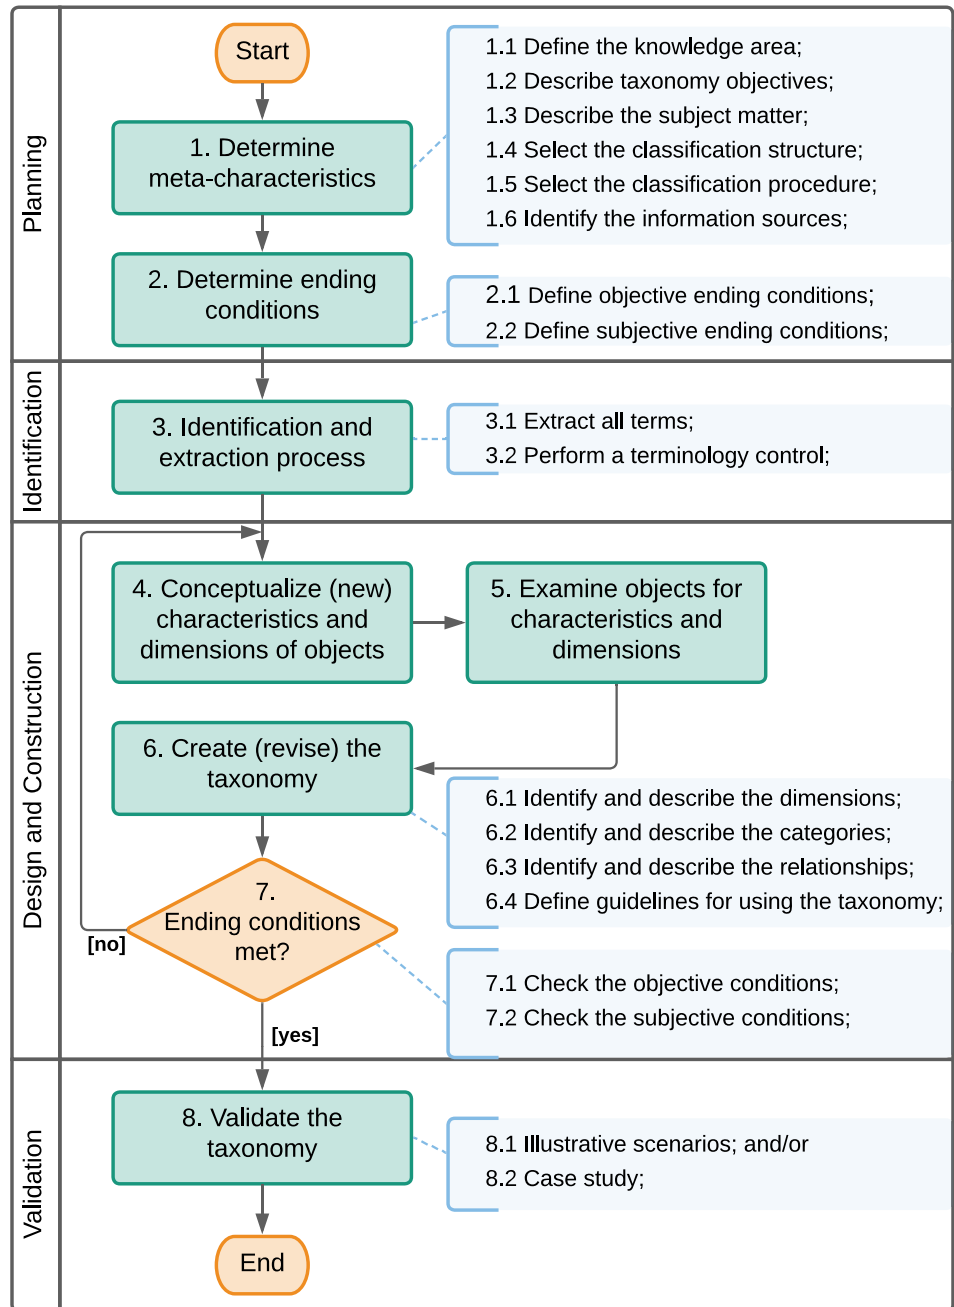 Planning
Start
1. Determine
meta-characteristics
1.1 Define the knowledge area;
1.2 Describe taxonomy objectives;
1.3 Describe the subject matter;
1.4 Select the classification structure;
1.5 Select the classification procedure;
1.6 Identify the information sources;
2. Determine ending
conditions
2.1 Define objective ending conditions;
2.2 Define subjective ending conditions;
Identification
3. Identification and
extraction process
3.1 Extract all terms;
3.2 Perform a terminology control;
Design and Construction
4. Conceptualize (new)
characteristics and
dimensions of objects
5. Examine objects for
characteristics and
dimensions
6. Create (revise) the
taxonomy
6.1 Identify and describe the dimensions;
6.2 Identify and describe the categories;
6.3 Identify and describe the relationships;
6.4 Define guidelines for using the taxonomy;
7.
Ending conditions
met?
[no]
[yes]
7.1 Check the objective conditions;
7.2 Check the subjective conditions;
Validation
8. Validate the
taxonomy
8.1 Illustrative scenarios; and/or
8.2 Case study;
End